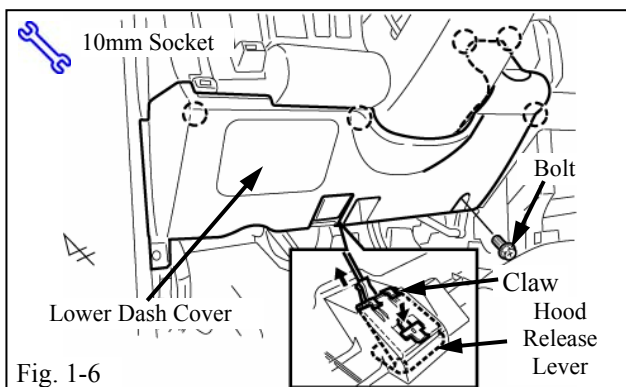 10mm Socket
Bolt
Claw
Hood
Release
Lever
Lower Dash Cover
Fig. 1-6